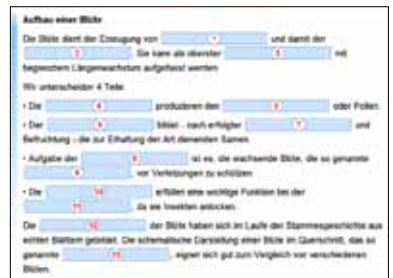 Aufbau einer Blüte
Die Blüte dient der Erzeugung von 1 und damit der
2 . Sie kann als oberster 3 mit
begrenztem Längenwachstum aufgefasst werden.
Wir unterscheiden 4 Teile:
• Die 4 produzieren den 5 oder Pollen.
• Der 6 bildet - nach erfolgter 7 und
Befruchtung - die zur Erhaltung der Art dienenden Samen.
• Aufgabe der 8 ist es, die wachsende Blüte, die so genannte
9 , vor Verletzungen zu schützen.
• Die 10 erfüllen eine wichtige Funktion bei der
11 , da sie Insekten anlocken.
Die 12 der Blüte haben sich im Laufe der Stammesgeschichte aus
echten Blättern gebildet. Die schematische Darstellung einer Blüte im Querschnitt, das so
genannte 13 , eignet sich gut zum Vergleich von verschiedenen
Blüten.